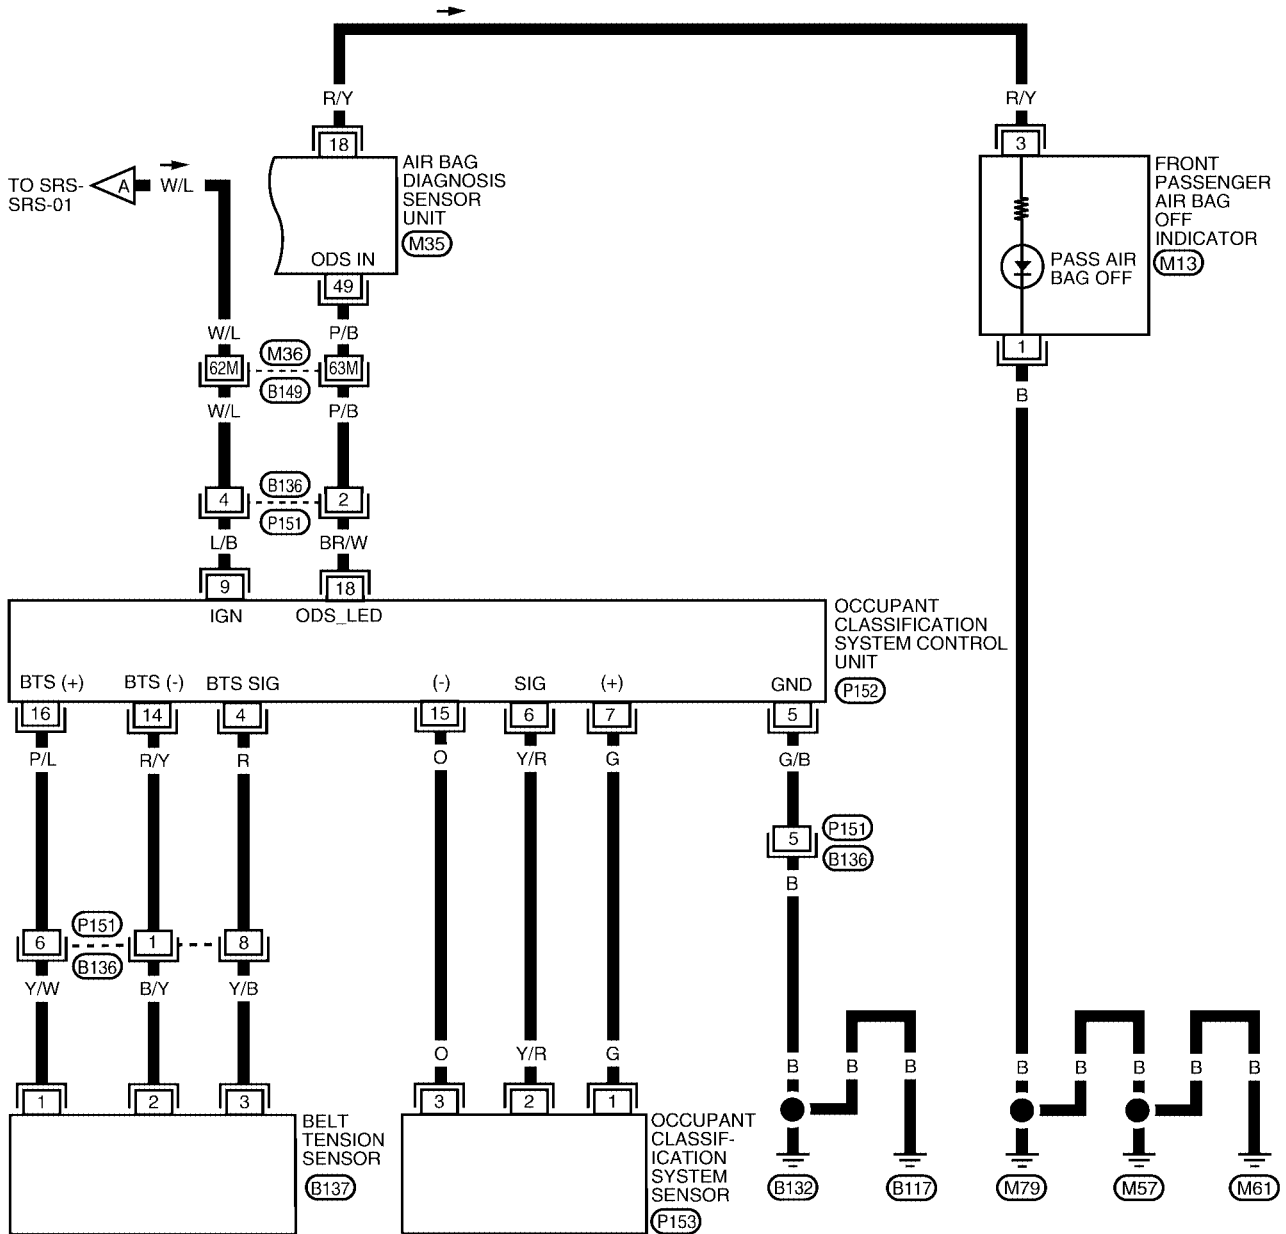 R/Y
R/Y
18
3
TO SRS-
SRS-01
A
W/L
AIR BAG
DIAGNOSIS
SENSOR
UNIT
M35
ODS IN
49
FRONT
PASSENGER
AIR BAG
OFF
INDICATOR
M13
PASS AIR
BAG OFF
1
B
W/L
P/B
62M
M36
B149
63M
W/L
P/B
4
B136
P151
2
L/B
BR/W
9
18
IGN
ODS_LED
OCCUPANT
CLASSIFICATION
SYSTEM CONTROL
UNIT
P152
BTS (+)
BTS (-)
BTS SIG
(-)
SIG
(+)
GND
16
14
4
15
6
7
5
P/L
R/Y
R
O
Y/R
G
G/B
5
P151
B136
B
6
P151
B136
1
8
Y/W
B/Y
Y/B
O
Y/R
G
B
B
B
B
B
B
B
B
1
2
3
3
2
1
BELT
TENSION
SENSOR
B137
OCCUPANT
CLASSIF-
ICATION
SYSTEM
SENSOR
P153
B132
B117
M79
M57
M61